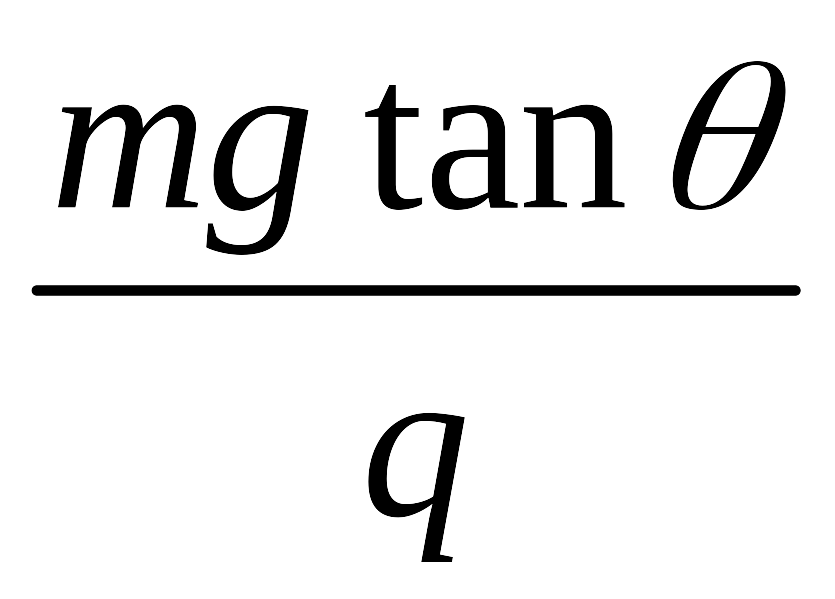 mg tan θ
q